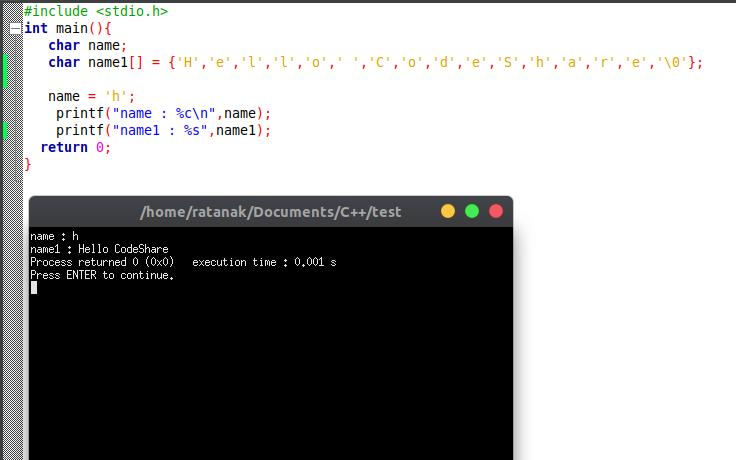 #include <stdio.h>
int main(){
char name;
char name1[] = {'H','e','l','l','o',' ','C','o','d','e','S','h','a','r','e','\0'};
name = 'h';
printf("name : %c\n",name);
printf("name1 : %s",name1);
return 0;
}
/home/ratanak/Documents/C++/test
name : h
name1 : Hello CodeShare
Process returned 0 (0x0)   execution time : 0.001 s
Press ENTER to continue.